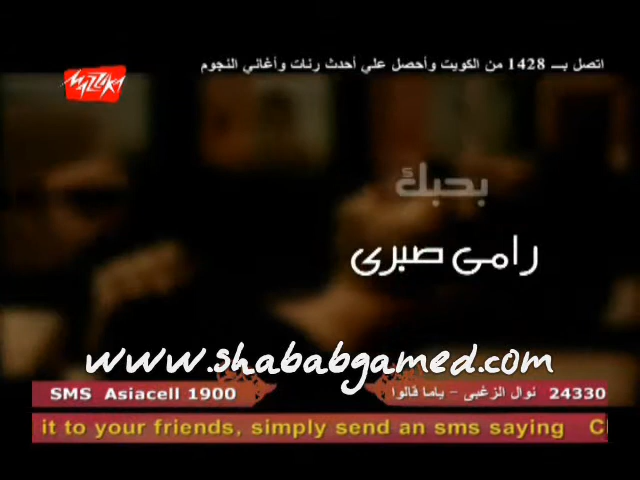 اتصل بـــ 1428 من الكويت وأحصل علي أحدث رنات وأغاني النجوم
MAZZIKA
بحبك
رامى صبرى
www.shababgamed.com
SMS Asiacell 1900
نوال الزغبى - ياما قالوا 24330
it to your friends, simply send an sms saying